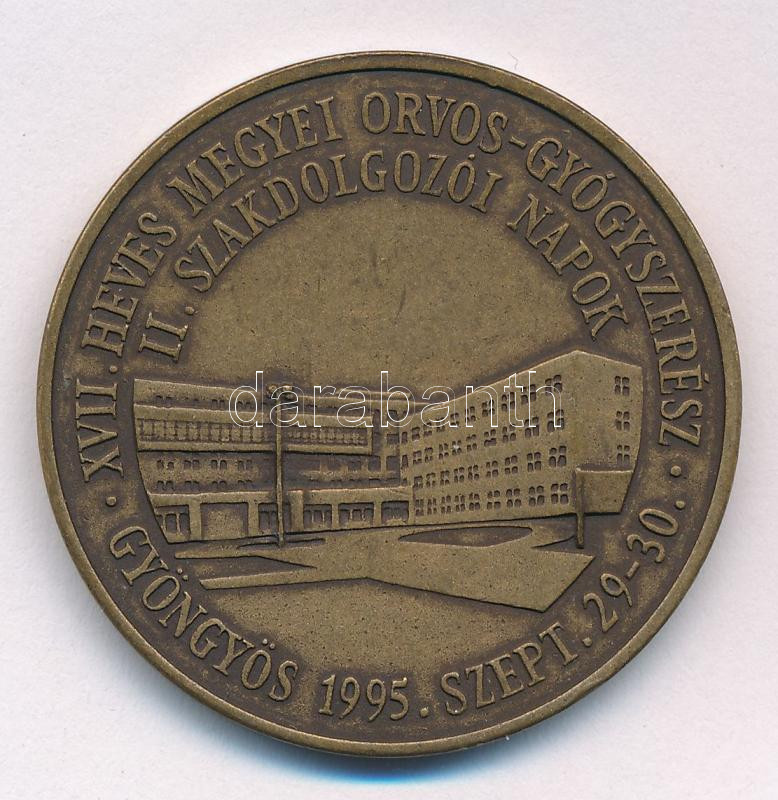 · XVII. HEVES MEGYEI ORVOS-GYÓGYSZERÉSZ ·
II. SZAKDOLGOZÓI NAPOK
GYÖNGYÖS 1995. SZEPT. 29-30.
darabanth